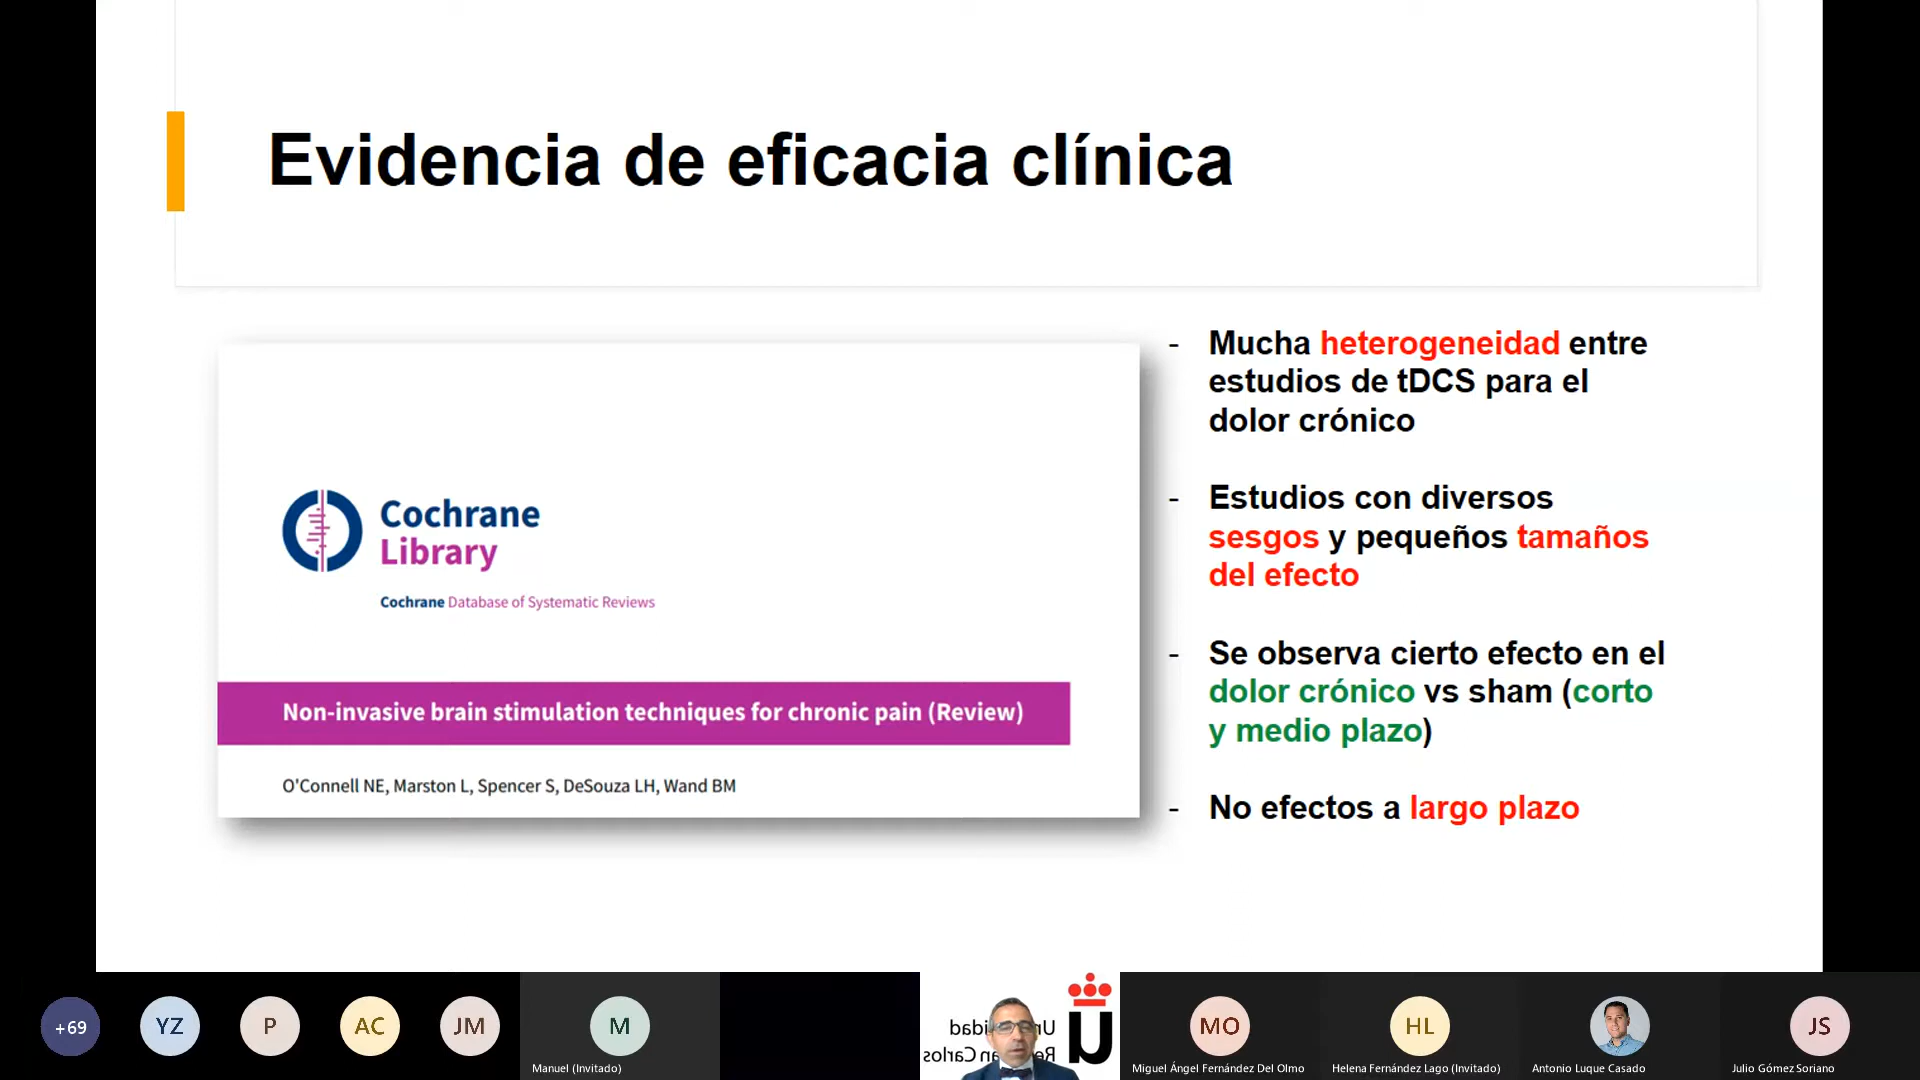 Evidencia de eficacia clínica
Cochrane
Library
Cochrane Database of Systematic Reviews
Non-invasive brain stimulation techniques for chronic pain (Review)
O'Connell NE, Marston L, Spencer S, DeSouza LH, Wand BM
- Mucha heterogeneidad entre
estudios de tDCS para el
dolor crónico
- Estudios con diversos
sesgos y pequeños tamaños
del efecto
- Se observa cierto efecto en el
dolor crónico vs sham (corto
y medio plazo)
- No efectos a largo plazo
+69
YZ
P
AC
JM
M
Manuel (Invitado)
U
MO
Miguel Ángel Fernández Del Olmo
HL
Helena Fernández Lago (Invitado)
Antonio Luque Casado
JS
Julio Gómez Soriano